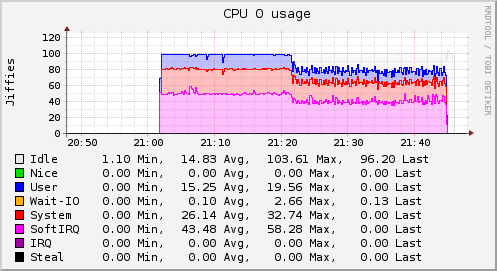 CPU 0 usage
RRDTOOL / TOBI OETIKER
Jiffies
120
100
80
60
40
20
0
20:50 21:00 21:10 21:20 21:30 21:40
Idle 1.10 Min, 14.83 Avg, 103.61 Max, 96.20 Last
Nice 0.00 Min, 0.00 Avg, 0.00 Max, 0.00 Last
User 0.00 Min, 15.25 Avg, 19.56 Max, 0.00 Last
Wait-IO 0.00 Min, 0.10 Avg, 2.66 Max, 0.13 Last
System 0.00 Min, 26.14 Avg, 32.74 Max, 0.00 Last
SoftIRQ 0.00 Min, 43.48 Avg, 58.28 Max, 0.00 Last
IRQ 0.00 Min, 0.00 Avg, 0.00 Max, 0.00 Last
Steal 0.00 Min, 0.00 Avg, 0.00 Max, 0.00 Last